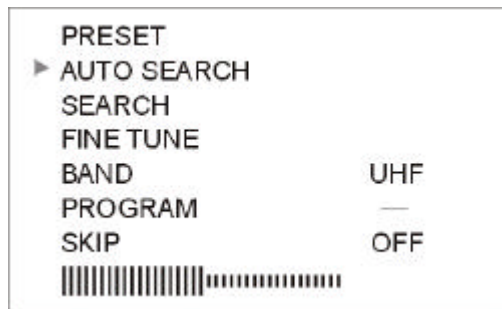 PRESET
AUTO SEARCH
SEARCH
FINE TUNE
BAND UHF
PROGRAM —
SKIP OFF